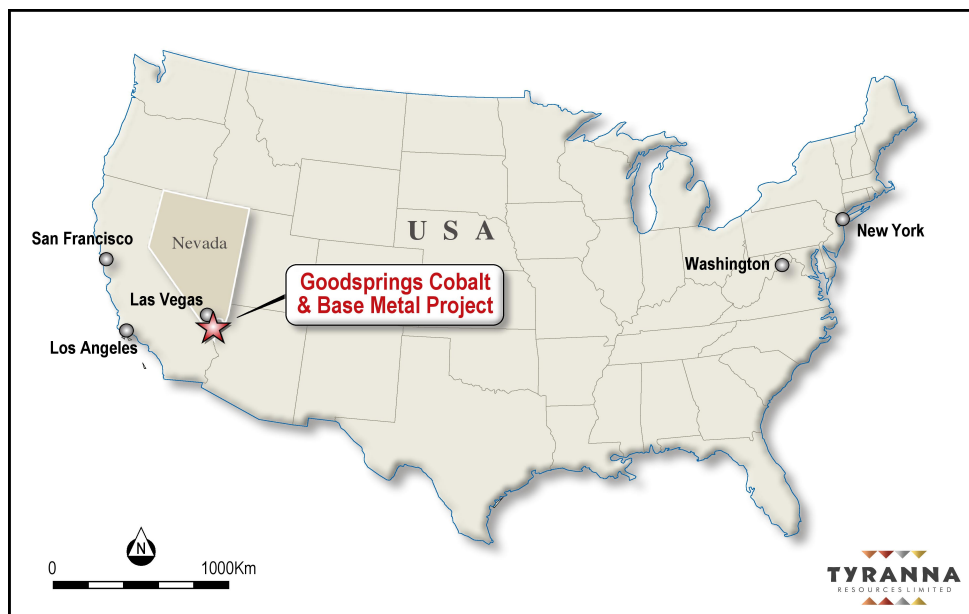 USA
Nevada
San Francisco
New York
Washington
Goodsprings Cobalt
& Base Metal Project
Las Vegas
Los Angeles
N
0 1000Km
TYRANNA
RESOURCES LIMITED